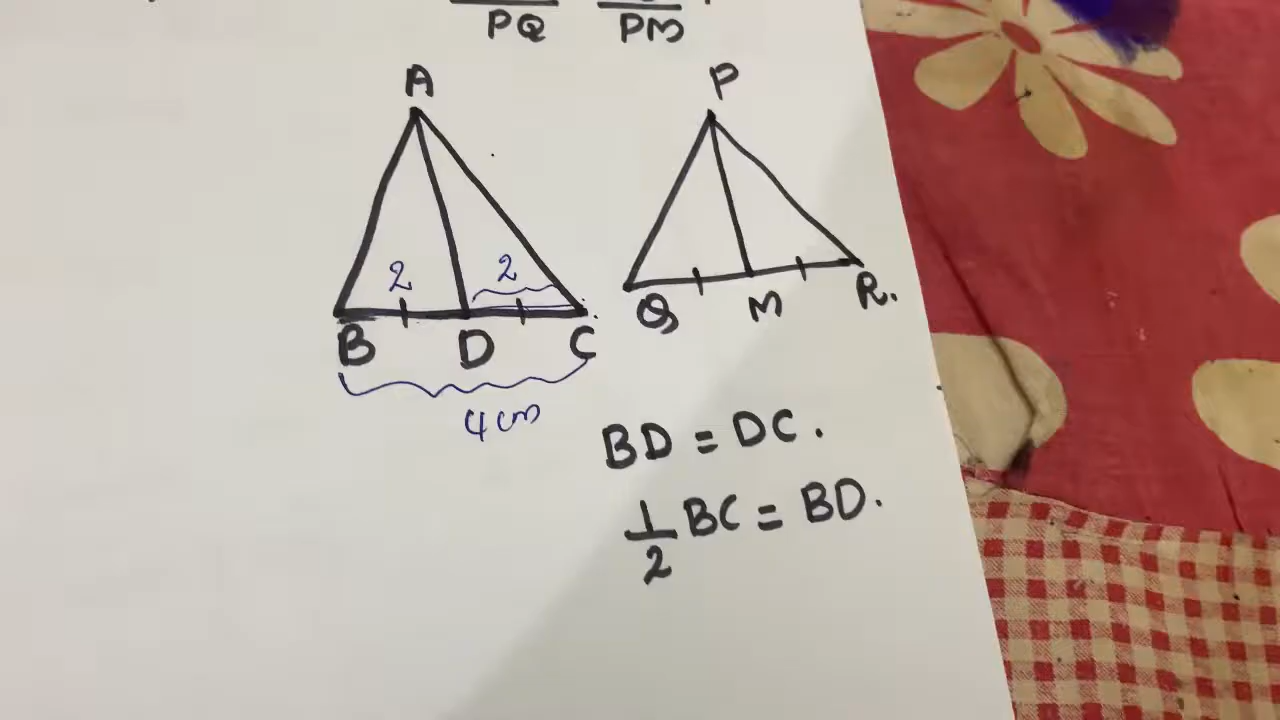 PQ PM
A P
2 2
B D C Q M R.
4 cm
BD = DC.
1/2 BC = BD.